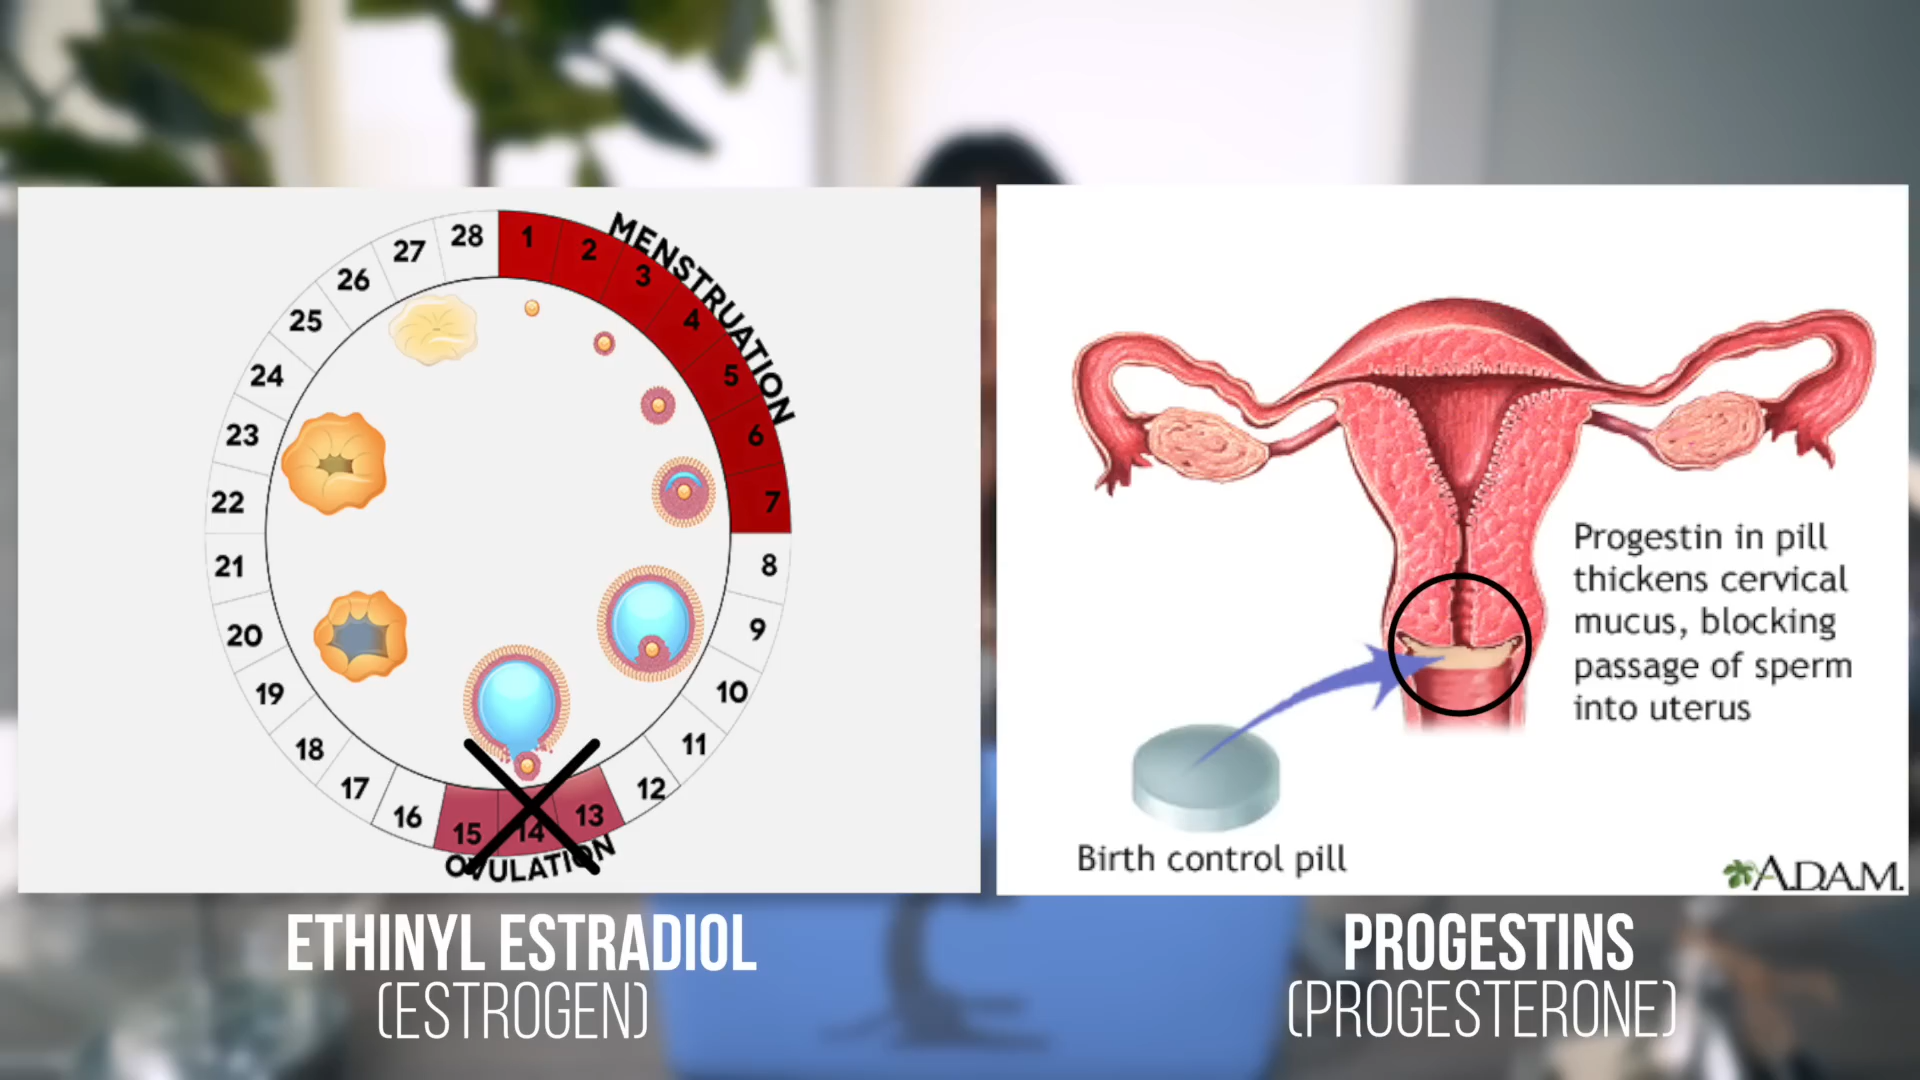 28
1
2
3
4
5
6
7
8
9
10
11
12
13
14
15
16
17
18
19
20
21
22
23
24
25
26
27
MENSTRUATION
OVULATION
ETHINYL ESTRADIOL
(ESTROGEN)
Progestin in pill
thickens cervical
mucus, blocking
passage of sperm
into uterus
Birth control pill
A.D.A.M.
PROGESTINS
(PROGESTERONE)